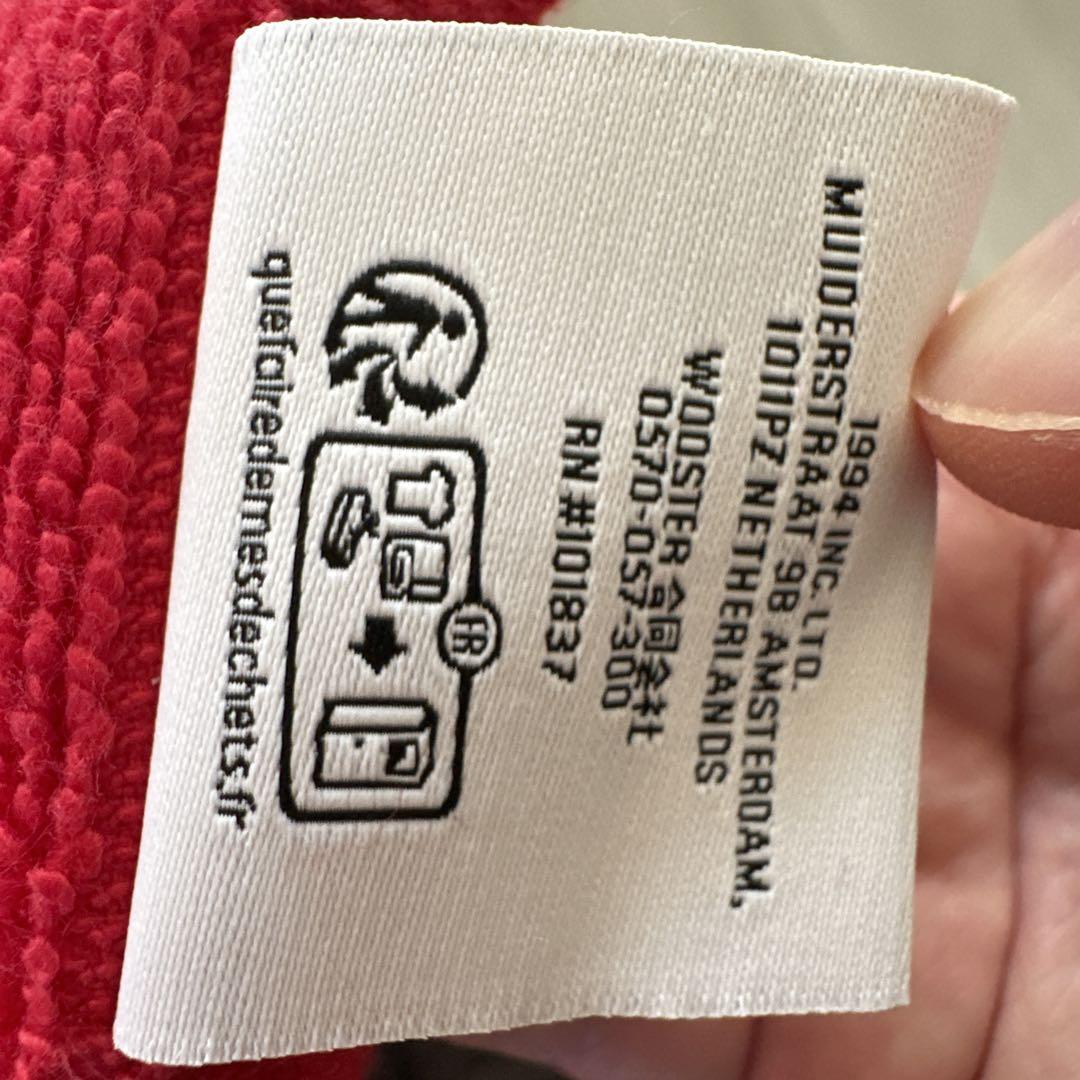 1994 INC. LTD.
MUIDERSTRAAT 9B AMSTERDAM,
1011PZ NETHERLANDS
WOOSTER 合同会社
0570-057-300
RN #101837
FR
quefairedemesdechets.fr